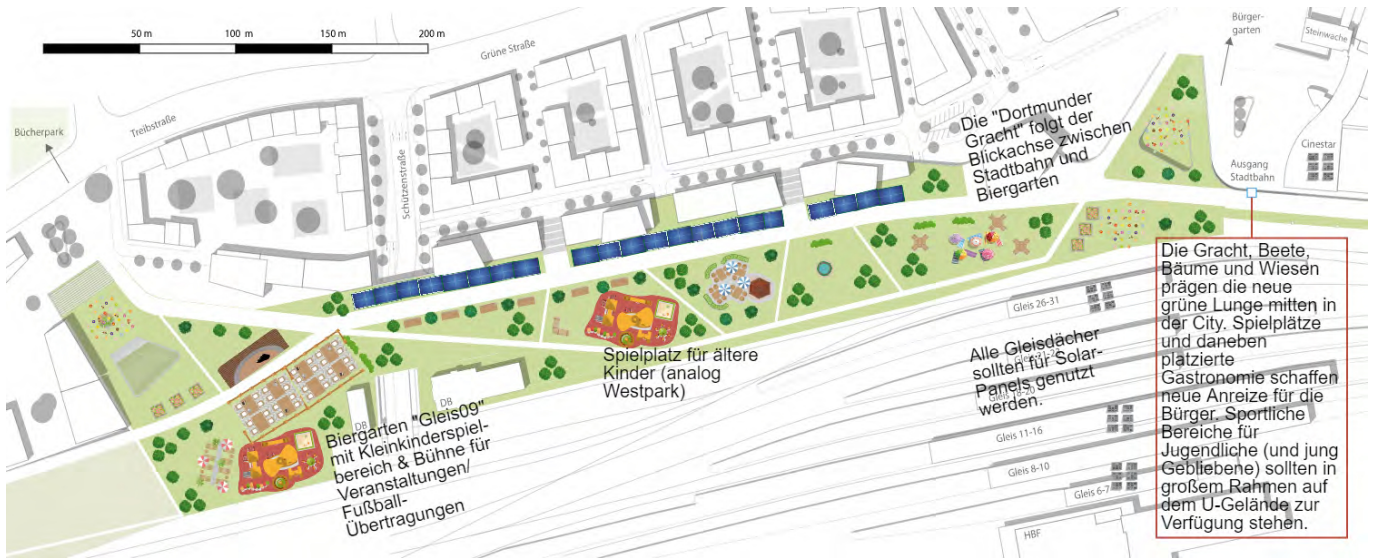 50 m
100 m
150 m
200 m
Grüne Straße
Bürger-
garten
Steinwache
Bücherpark
Treibstraße
Schützenstraße
Cinestar
Ausgang
Stadtbahn
Die "Dortmunder
Gracht" folgt der
Blickachse zwischen
Stadtbahn und
Biergarten
Die Gracht, Beete,
Bäume und Wiesen
prägen die neue
grüne Lunge mitten in
der City. Spielplätze
und daneben
platzierte
Gastronomie schaffen
neue Anreize für die
Bürger. Sportliche
Bereiche für
Jugendliche (und jung
Gebliebene) sollten in
großem Rahmen auf
dem U-Gelände zur
Verfügung stehen.
Spielplatz für ältere
Kinder (analog
Westpark)
Alle Gleisdächer
sollten für Solar-
Panels genutzt
werden.
Biergarten "Gleis09"
mit Kleinkinderspiel-
bereich & Bühne für
Veranstaltungen/
Fußball-
Übertragungen
DB
DB
Gleis 26-31
18-20
Gleis 11-16
Gleis 8-10
Gleis 6-7
HBF